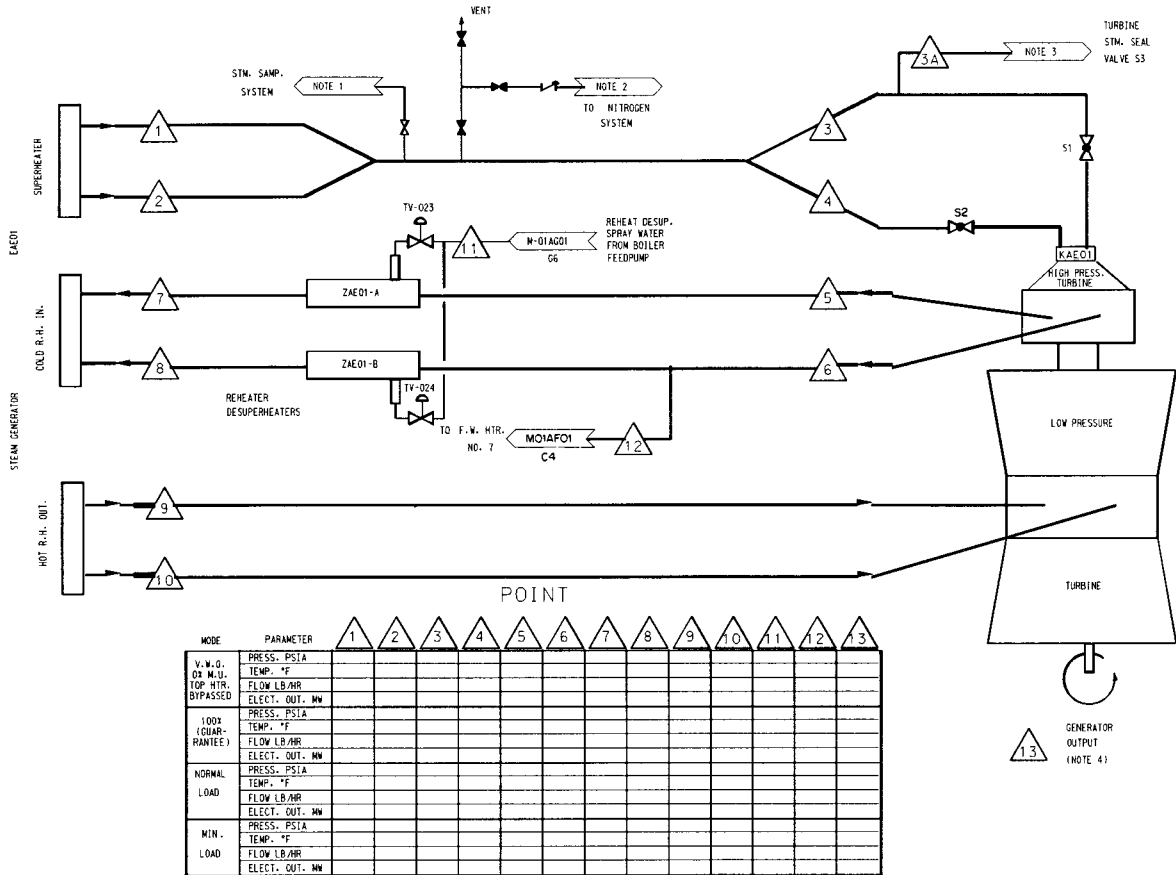 VENT
TURBINE
STM. SEAL
VALVE S3
3A
NOTE 3
STM. SAMP.
SYSTEM
NOTE 1
NOTE 2
TO NITROGEN
SYSTEM
SUPERHEATER
1
2
3
4
S1
S2
EAE01
TV-023
11
M-01AG01
G6
REHEAT DESUP.
SPRAY WATER
FROM BOILER
FEEDPUMP
KAE01
HIGH PRESS.
TURBINE
COLD R.H. IN.
7
ZAE01-A
5
8
ZAE01-B
6
TV-024
REHEATER
DESUPERHEATERS
TO F.W. HTR.
NO. 7
M01AF01
C4
12
STEAM GENERATOR
LOW PRESSURE
HOT R.H. OUT.
9
10
TURBINE
GENERATOR
OUTPUT
(NOTE 4)
13
POINT
MODE PARAMETER 1 2 3 4 5 6 7 8 9 10 11 12 13
V.W.O.
0% M.U.
TOP HTR.
BYPASSED
PRESS. PSIA
TEMP. °F
FLOW LB/HR
ELECT. OUT. MW
100%
(GUAR-
RANTEE)
PRESS. PSIA
TEMP. °F
FLOW LB/HR
ELECT. OUT. MW
NORMAL
LOAD
PRESS. PSIA
TEMP. °F
FLOW LB/HR
ELECT. OUT. MW
MIN.
LOAD
PRESS. PSIA
TEMP. °F
FLOW LB/HR
ELECT. OUT. MW